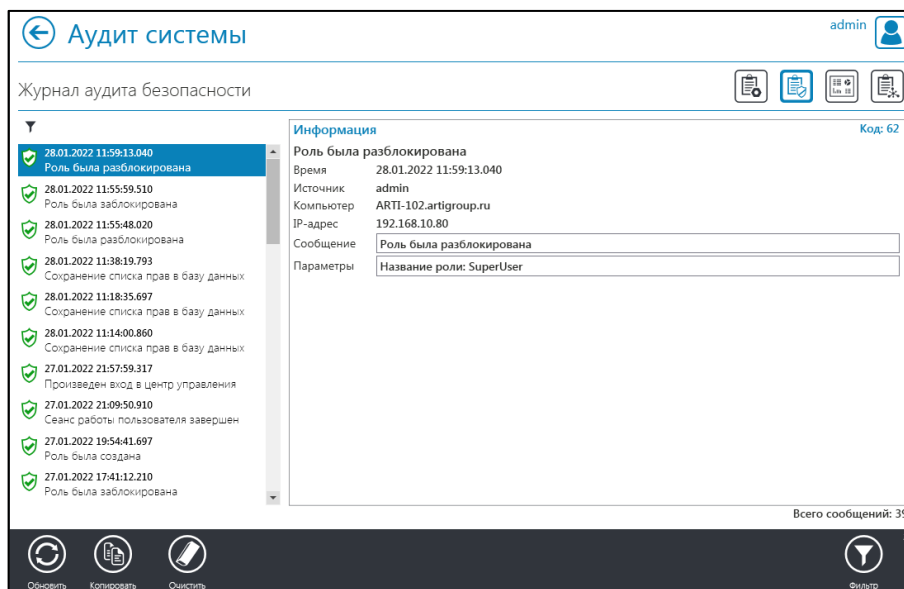 Аудит системы
admin
Журнал аудита безопасности
28.01.2022 11:59:13.040
Роль была разблокирована
28.01.2022 11:55:59.510
Роль была заблокирована
28.01.2022 11:55:48.020
Роль была разблокирована
28.01.2022 11:38:19.793
Сохранение списка прав в базу данных
28.01.2022 11:18:35.697
Сохранение списка прав в базу данных
28.01.2022 11:14:00.860
Сохранение списка прав в базу данных
27.01.2022 21:57:59.317
Произведен вход в центр управления
27.01.2022 21:09:50.910
Сеанс работы пользователя завершен
27.01.2022 19:54:41.697
Роль была создана
27.01.2022 17:41:12.210
Роль была заблокирована
Информация Код: 62
Роль была разблокирована
Время 28.01.2022 11:59:13.040
Источник admin
Компьютер ARTI-102.artigroup.ru
IP-адрес 192.168.10.80
Сообщение Роль была разблокирована
Параметры Название роли: SuperUser
Всего сообщений: 39
Обновить Копировать Очистить Фильтр